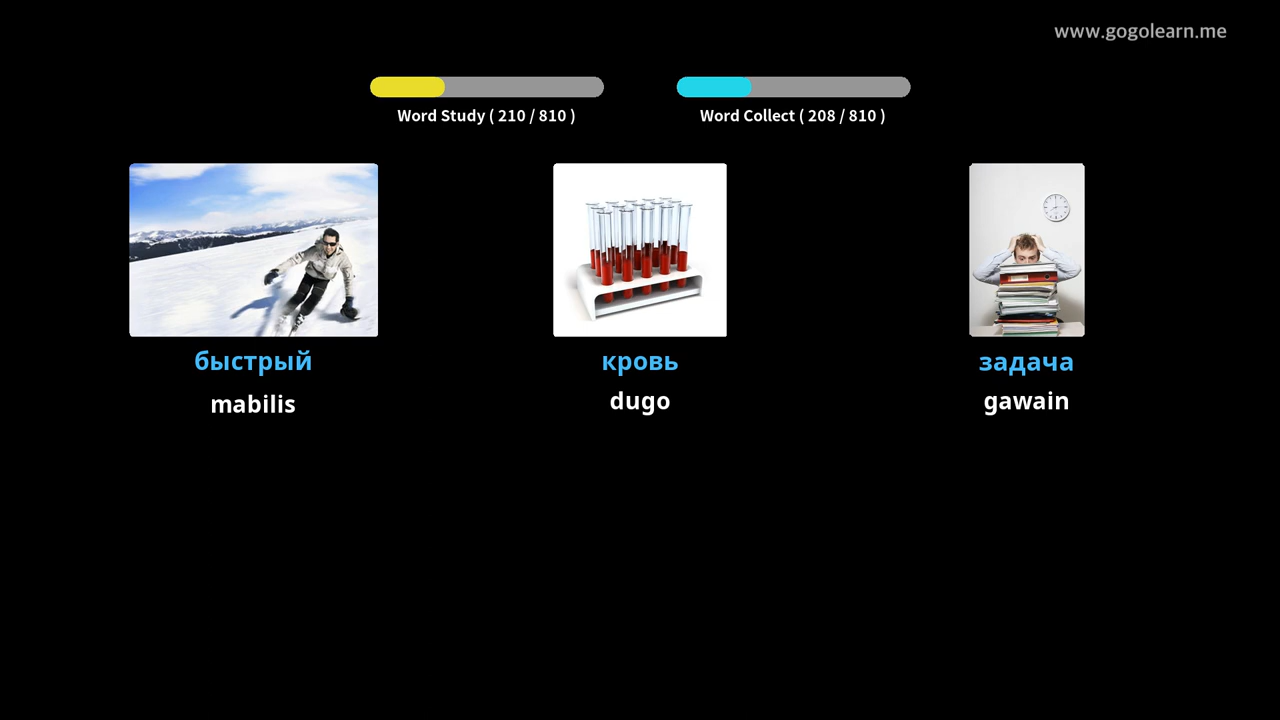 www.gogolearn.me
Word Study ( 210 / 810 )
Word Collect ( 208 / 810 )
быстрый
mabilis
кровь
dugo
задача
gawain